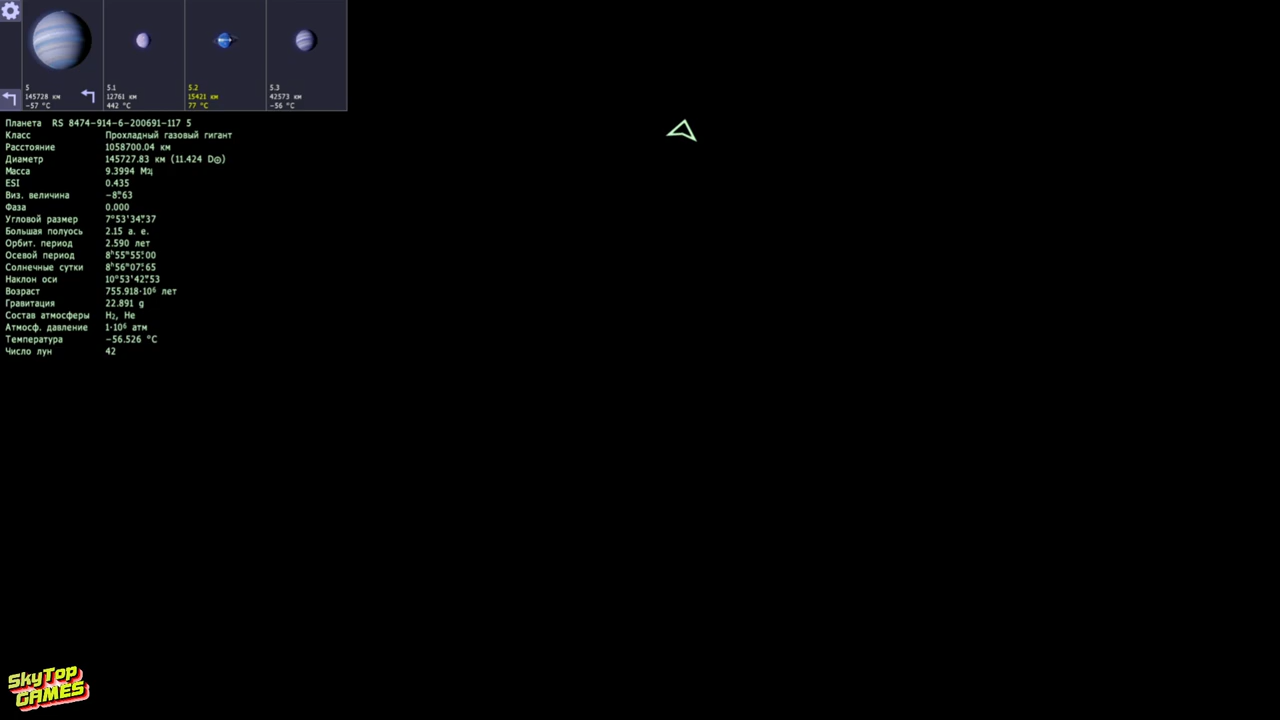 5
145728 км
-57 °C
5.1
12761 км
442 °C
5.2
15421 км
77 °C
5.3
42573 км
-56 °C
Планета RS 8474-914-6-200691-117 5
Класс Прохладный газовый гигант
Расстояние 1058700.04 км
Диаметр 145727.83 км (11.424 D⊕)
Масса 9.3994 M♃
ESI 0.435
Виз. величина -8ᵐ.63
Фаза 0.000
Угловой размер 7°53'34".37
Большая полуось 2.15 а. е.
Орбит. период 2.590 лет
Осевой период 8ʰ55ᵐ55ˢ.00
Солнечные сутки 8ʰ56ᵐ07ˢ.65
Наклон оси 10°53'42".53
Возраст 755.918·10⁶ лет
Гравитация 22.891 g
Состав атмосферы H₂, He
Атмосф. давление 1·10⁶ атм
Температура -56.526 °C
Число лун 42
SkyTop
GAMES